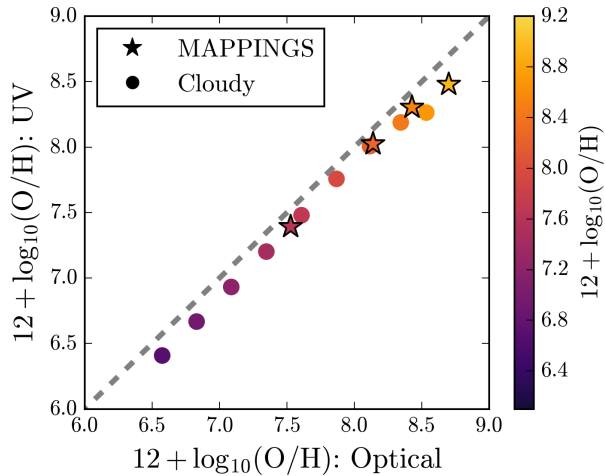 MAPPINGS
Cloudy
9.0
8.5
8.0
7.5
7.0
6.5
6.0
12 + log₁₀(O/H): UV
6.0 6.5 7.0 7.5 8.0 8.5 9.0
12 + log₁₀(O/H): Optical
9.2
8.8
8.4
8.0
7.6
7.2
6.8
6.4
12 + log₁₀(O/H)